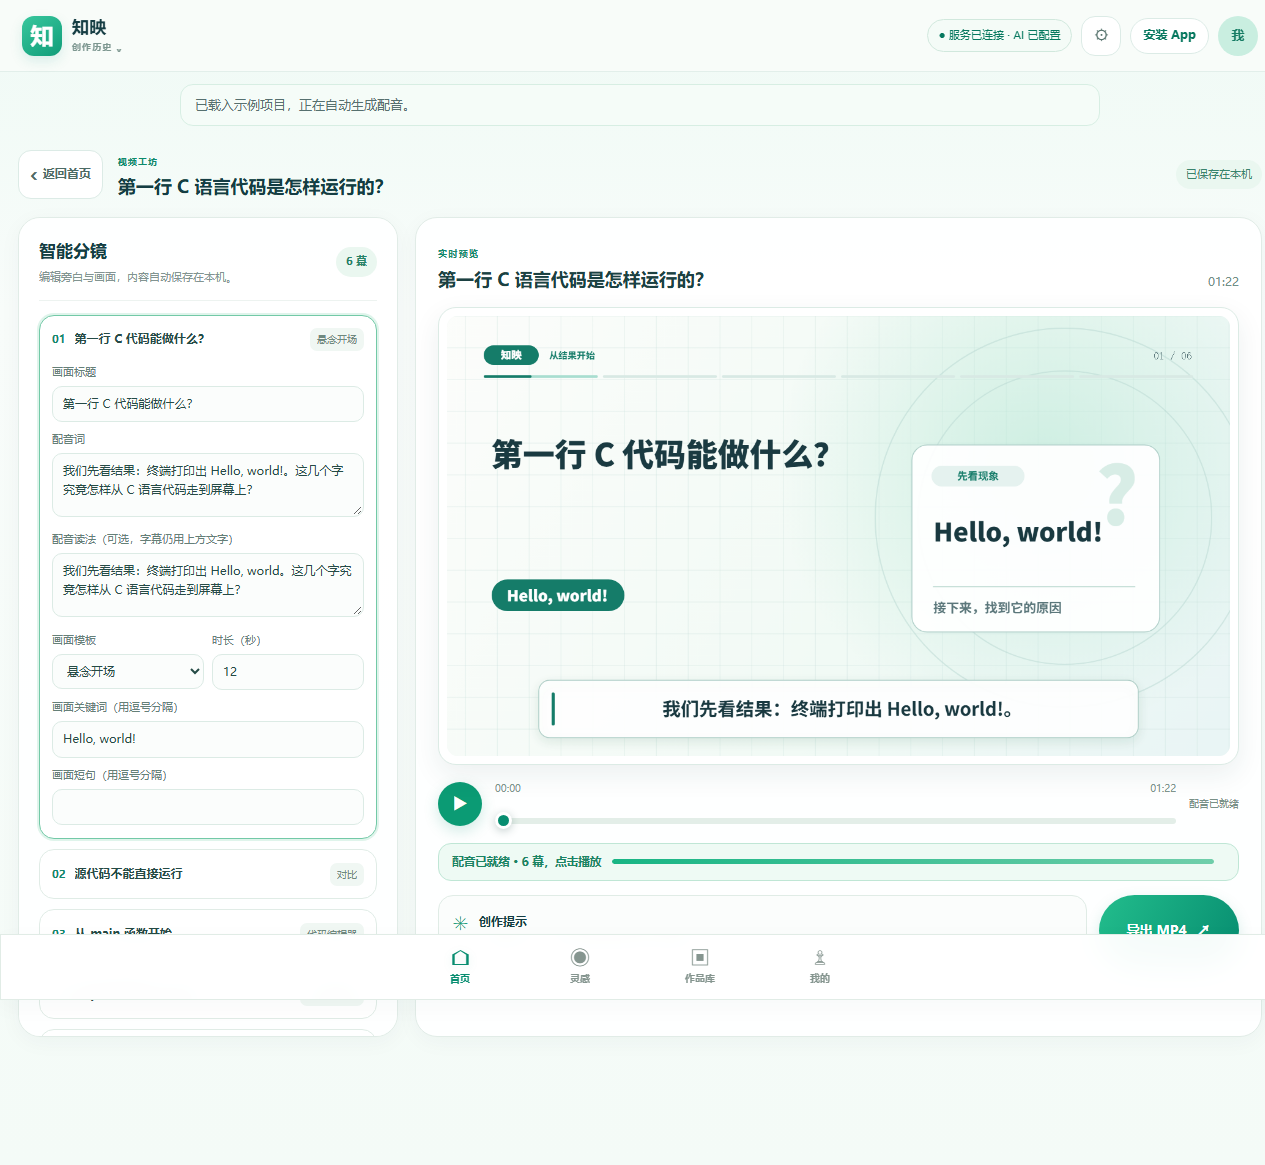 知 知映
创作历史
● 服务已连接 · AI 已配置
安装 App
我
已载入示例项目，正在自动生成配音。
‹ 返回首页
视频工坊
第一行 C 语言代码是怎样运行的？
已保存在本机
智能分镜
编辑旁白与画面，内容自动保存在本机。
6 幕
01 第一行 C 代码能做什么？
悬念开场
画面标题
第一行 C 代码能做什么？
配音词
我们先看结果：终端打印出 Hello, world!。这几个字
究竟怎样从 C 语言代码走到屏幕上？
配音读法（可选，字幕仍用上方文字）
我们先看结果：终端打印出 Hello, world。这几个字究
竟怎样从 C 语言代码走到屏幕上？
画面模板
时长（秒）
悬念开场
12
画面关键词（用逗号分隔）
Hello, world!
画面短句（用逗号分隔）
02 源代码不能直接运行
对比
03 从 main 函数开始
代码编辑器
实时预览
第一行 C 语言代码是怎样运行的？
01:22
知映
从结果开始
01 / 06
第一行 C 代码能做什么？
先看现象
?
Hello, world!
接下来，找到它的原因
Hello, world!
我们先看结果：终端打印出 Hello, world!。
00:00
01:22
配音已就绪
配音已就绪 · 6 幕，点击播放
创作提示
导出 MP4 ↗
首页
灵感
作品库
我的